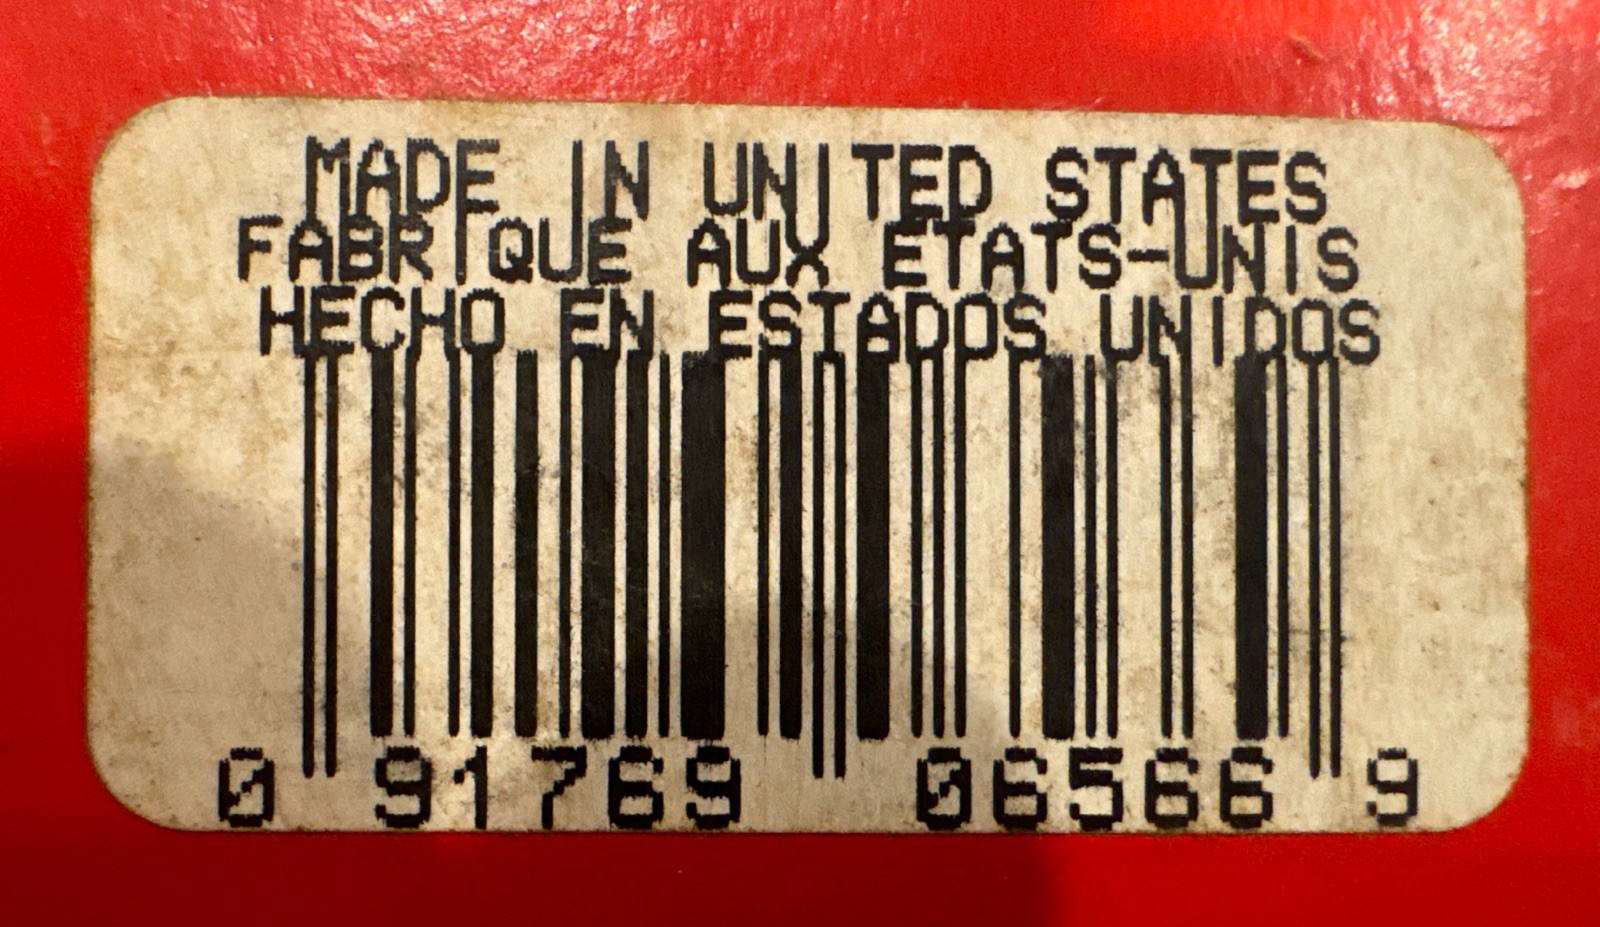 MADE IN UNITED STATES
FABRIQUE AUX ETATS-UNIS
HECHO EN ESTADOS UNIDOS
0 91769 06566 9